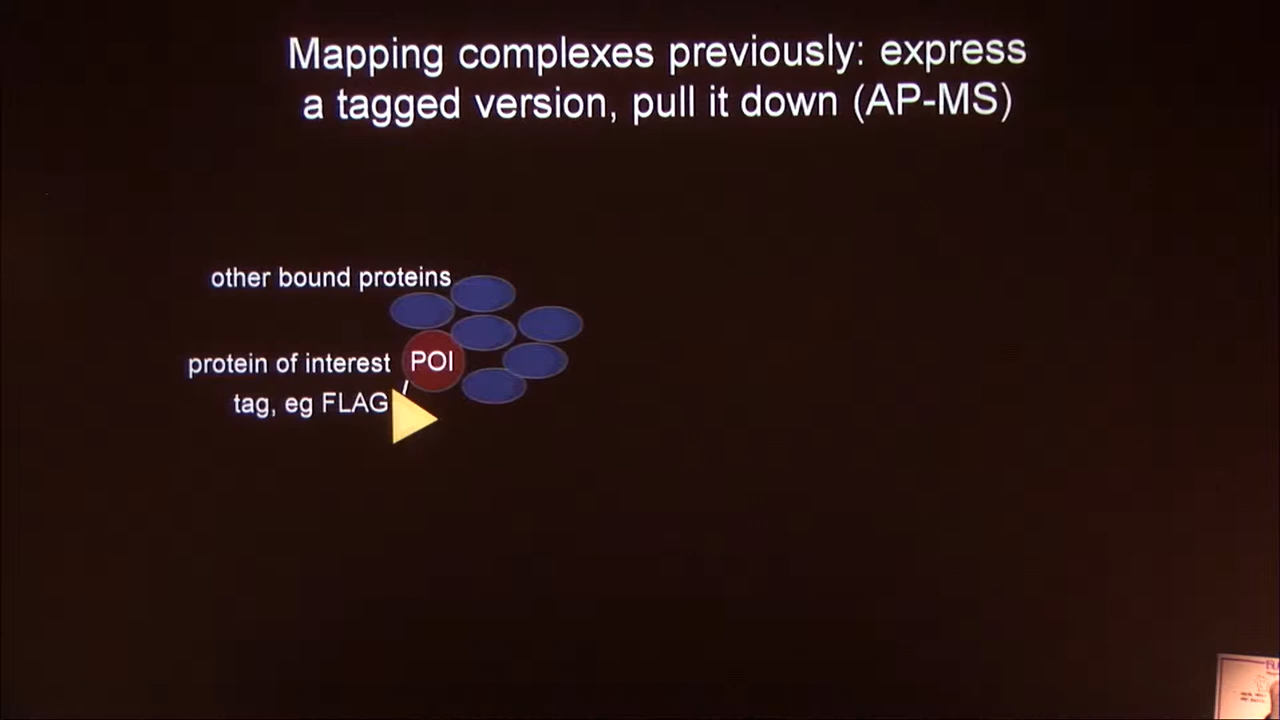 Mapping complexes previously: express
a tagged version, pull it down (AP-MS)
other bound proteins
protein of interest
POI
tag, eg FLAG